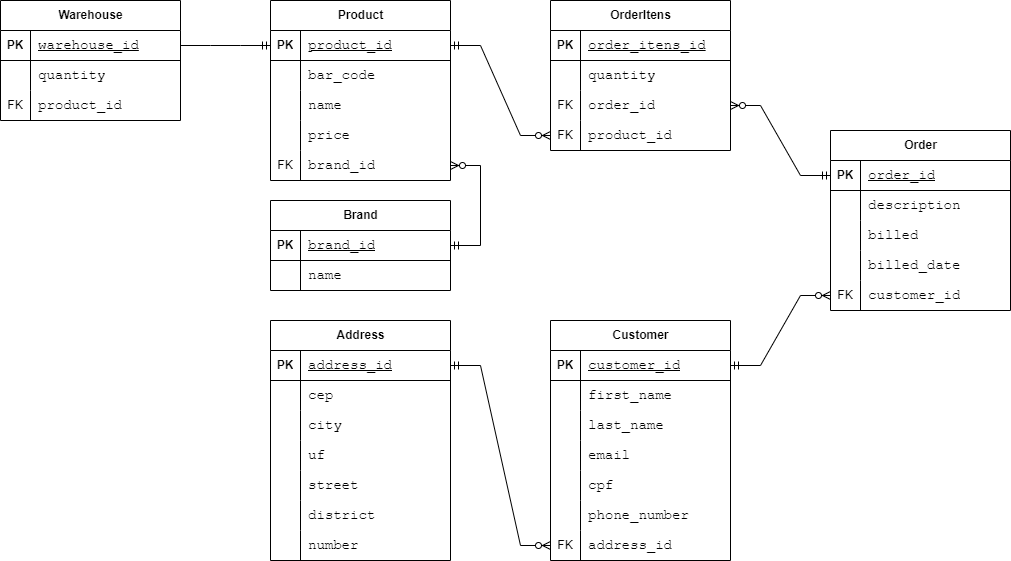 Warehouse
PK warehouse_id
quantity
FK product_id
Product
PK product_id
bar_code
name
price
FK brand_id
OrderItens
PK order_itens_id
quantity
FK order_id
FK product_id
Order
PK order_id
description
billed
billed_date
FK customer_id
Brand
PK brand_id
name
Address
PK address_id
cep
city
uf
street
district
number
Customer
PK customer_id
first_name
last_name
email
cpf
phone_number
FK address_id